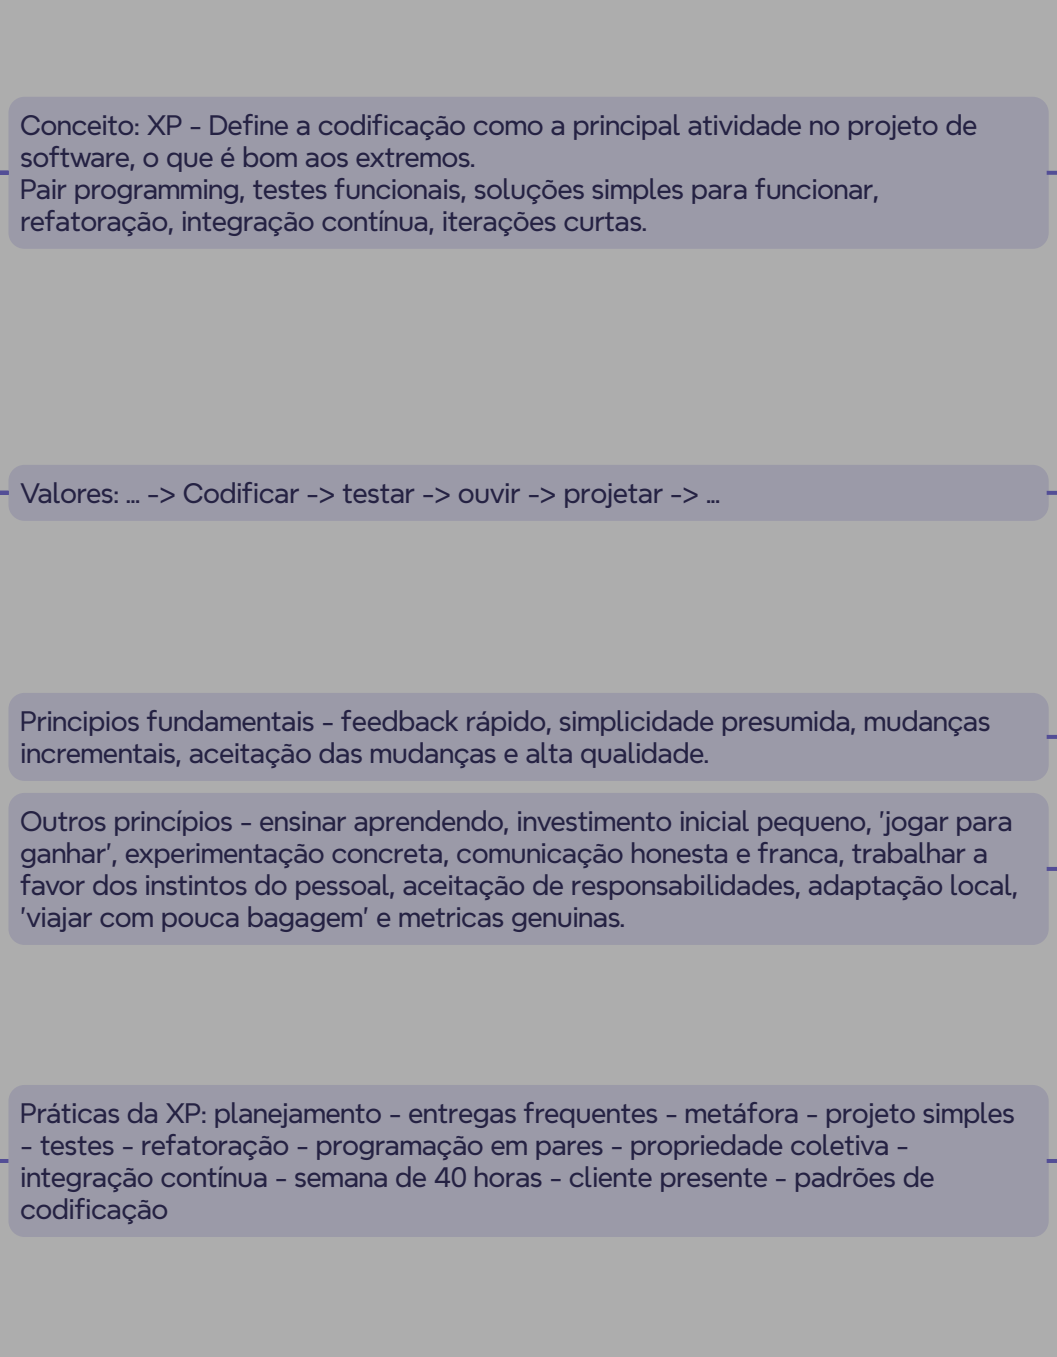 Conceito: XP - Define a codificação como a principal atividade no projeto de
software, o que é bom aos extremos.
Pair programming, testes funcionais, soluções simples para funcionar,
refatoração, integração contínua, iterações curtas.
Valores: ... -> Codificar -> testar -> ouvir -> projetar -> ...
Principios fundamentais - feedback rápido, simplicidade presumida, mudanças
incrementais, aceitação das mudanças e alta qualidade.
Outros princípios - ensinar aprendendo, investimento inicial pequeno, 'jogar para
ganhar', experimentação concreta, comunicação honesta e franca, trabalhar a
favor dos instintos do pessoal, aceitação de responsabilidades, adaptação local,
'viajar com pouca bagagem' e metricas genuinas.
Práticas da XP: planejamento - entregas frequentes - metáfora - projeto simples
- testes - refatoração - programação em pares - propriedade coletiva -
integração contínua - semana de 40 horas - cliente presente - padrões de
codificação